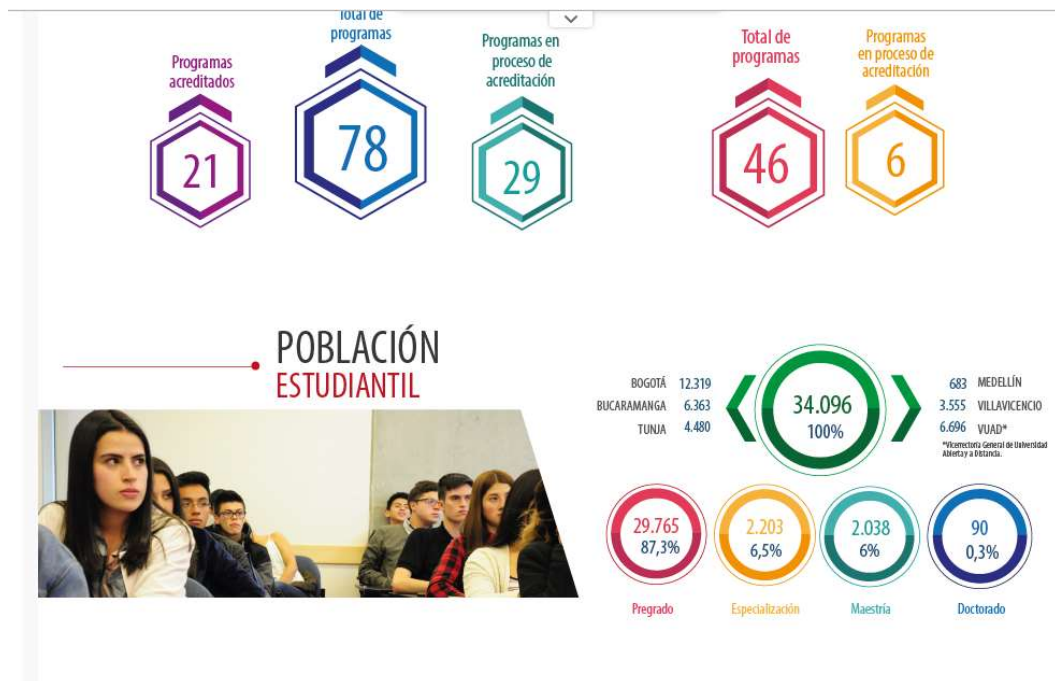 Total de
programas
Programas
acreditados
Programas en
proceso de
acreditación
21
78
29
Total de
programas
Programas
en proceso de
acreditación
46
6
POBLACIÓN
ESTUDIANTIL
BOGOTÁ 12.319
BUCARAMANGA 6.363
TUNJA 4.480
34.096
100%
683 MEDELLÍN
3.555 VILLAVICENCIO
6.696 VUAD*
*Vicerrectoría General de Universidad
Abierta y a Distancia.
29.765
87,3%
Pregrado
2.203
6,5%
Especialización
2.038
6%
Maestría
90
0,3%
Doctorado